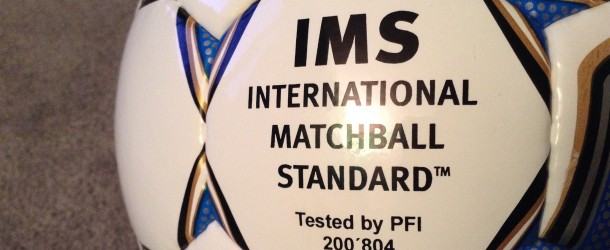 IMS
INTERNATIONAL
MATCHBALL
STANDARD™
Tested by PFI
200´804